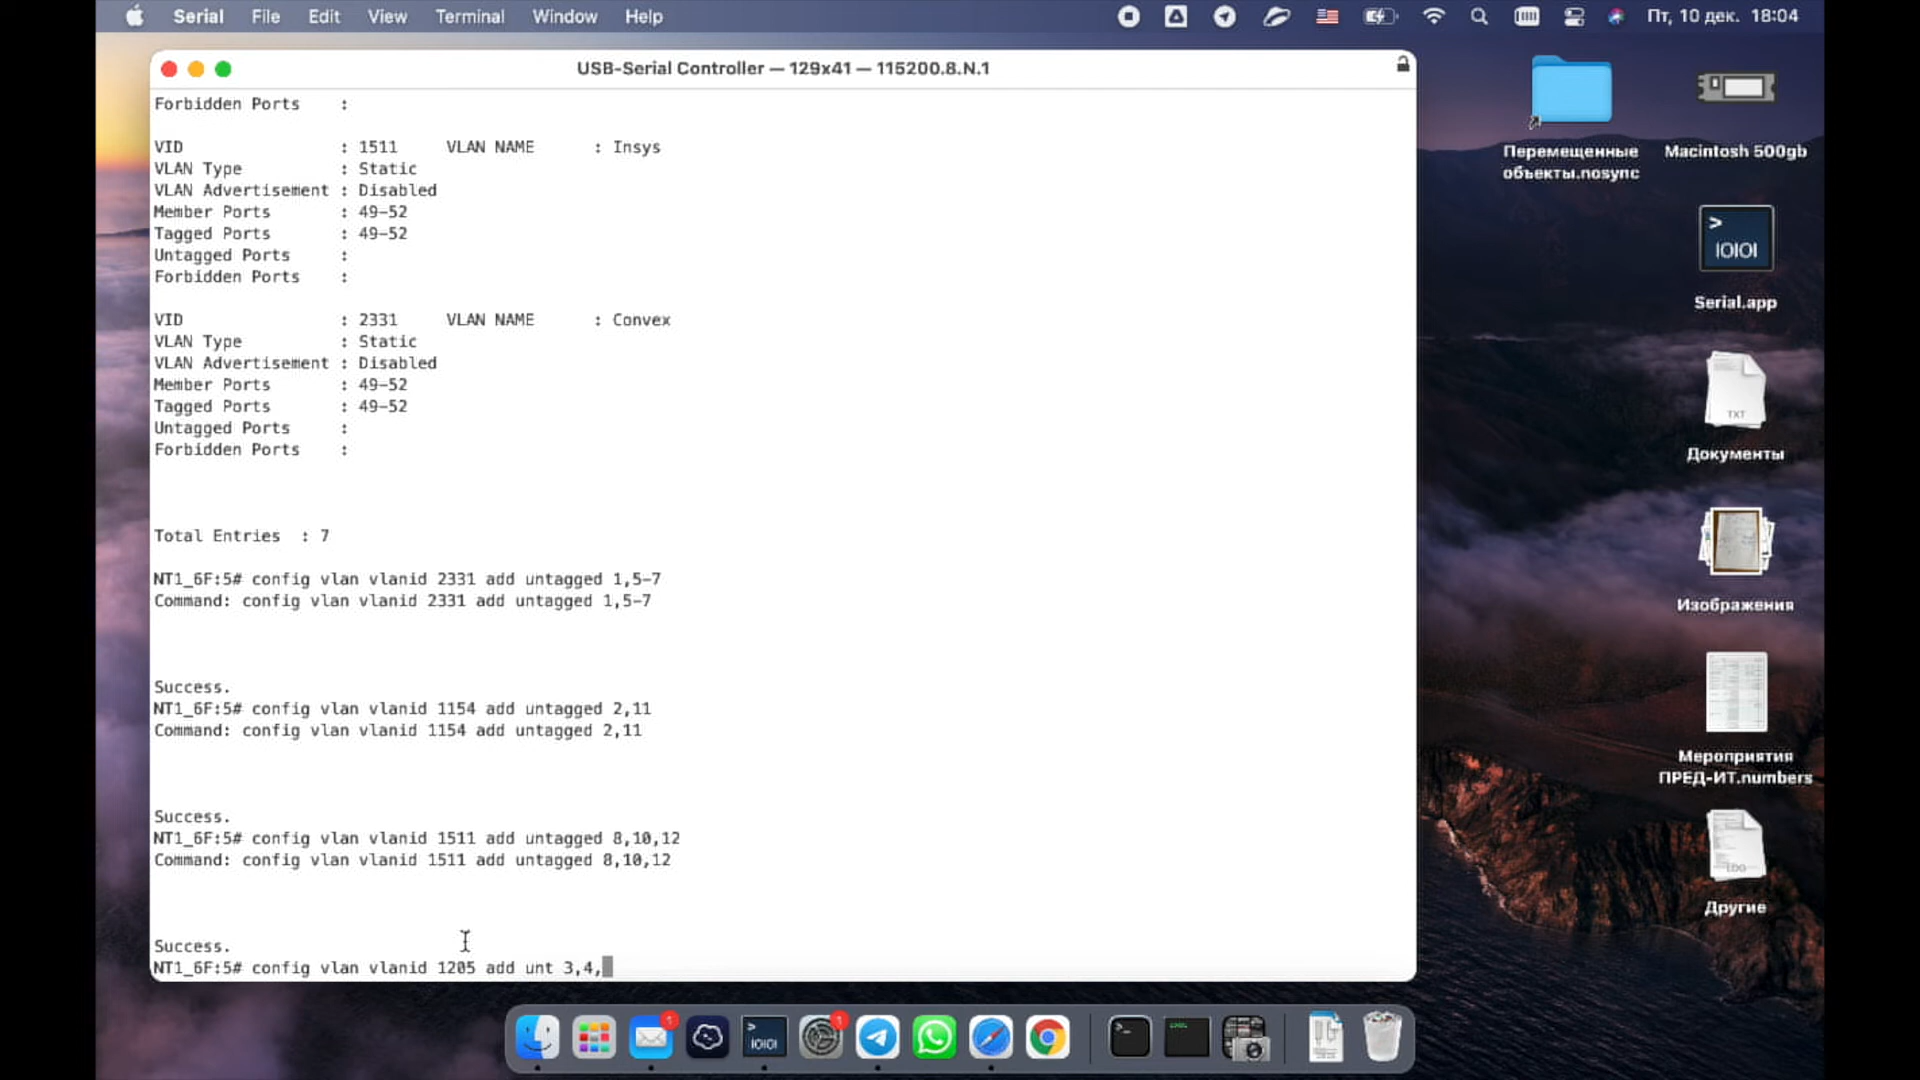 Serial File Edit View Terminal Window Help Пт, 10 дек. 18:04
USB-Serial Controller — 129x41 — 115200.8.N.1
Forbidden Ports :
VID : 1511 VLAN NAME : Insys
VLAN Type : Static
VLAN Advertisement : Disabled
Member Ports : 49-52
Tagged Ports : 49-52
Untagged Ports :
Forbidden Ports :
VID : 2331 VLAN NAME : Convex
VLAN Type : Static
VLAN Advertisement : Disabled
Member Ports : 49-52
Tagged Ports : 49-52
Untagged Ports :
Forbidden Ports :
Total Entries : 7
NT1_6F:5# config vlan vlanid 2331 add untagged 1,5-7
Command: config vlan vlanid 2331 add untagged 1,5-7
Success.
NT1_6F:5# config vlan vlanid 1154 add untagged 2,11
Command: config vlan vlanid 1154 add untagged 2,11
Success.
NT1_6F:5# config vlan vlanid 1511 add untagged 8,10,12
Command: config vlan vlanid 1511 add untagged 8,10,12
Success.
NT1_6F:5# config vlan vlanid 1205 add unt 3,4,
Перемещенные
объекты.nosync
Macintosh 500gb
>
IOIOI
Serial.app
TXT
Документы
Изображения
Мероприятия
ПРЕД-ИТ.numbers
Другие
1
>
IOIOI
1
>_